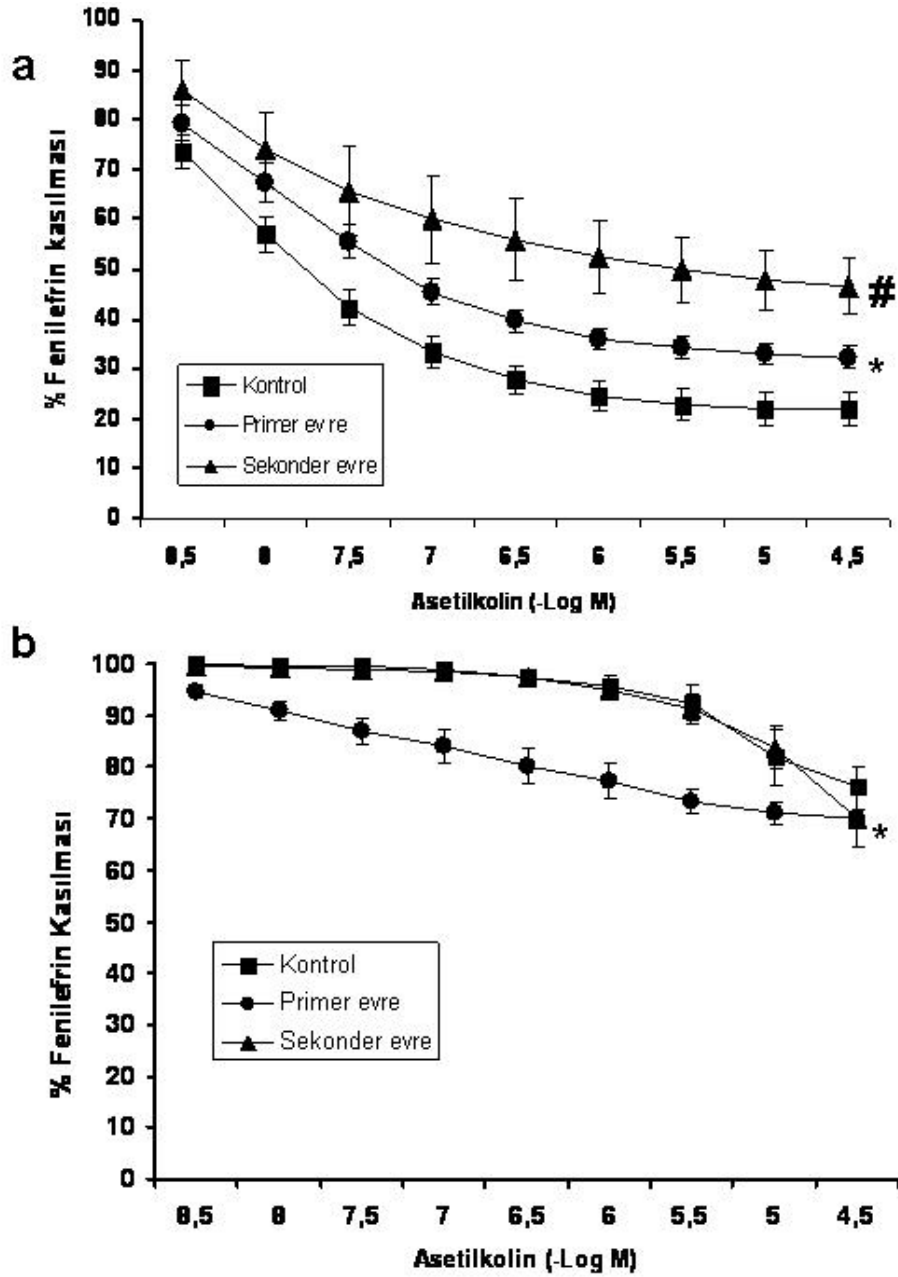 a
% Fenilefrin kasılması
100
90
80
70
60
50
40
30
20
10
0
Kontrol
Primer evre
Sekonder evre
#
*
8,5 8 7,5 7 6,5 6 5,5 5 4,5
Asetilkolin (-Log M)
b
% Fenilefrin Kasılması
100
90
80
70
60
50
40
30
20
10
0
Kontrol
Primer evre
Sekonder evre
*
8,5 8 7,5 7 6,5 6 5,5 5 4,5
Asetilkolin (-Log M)